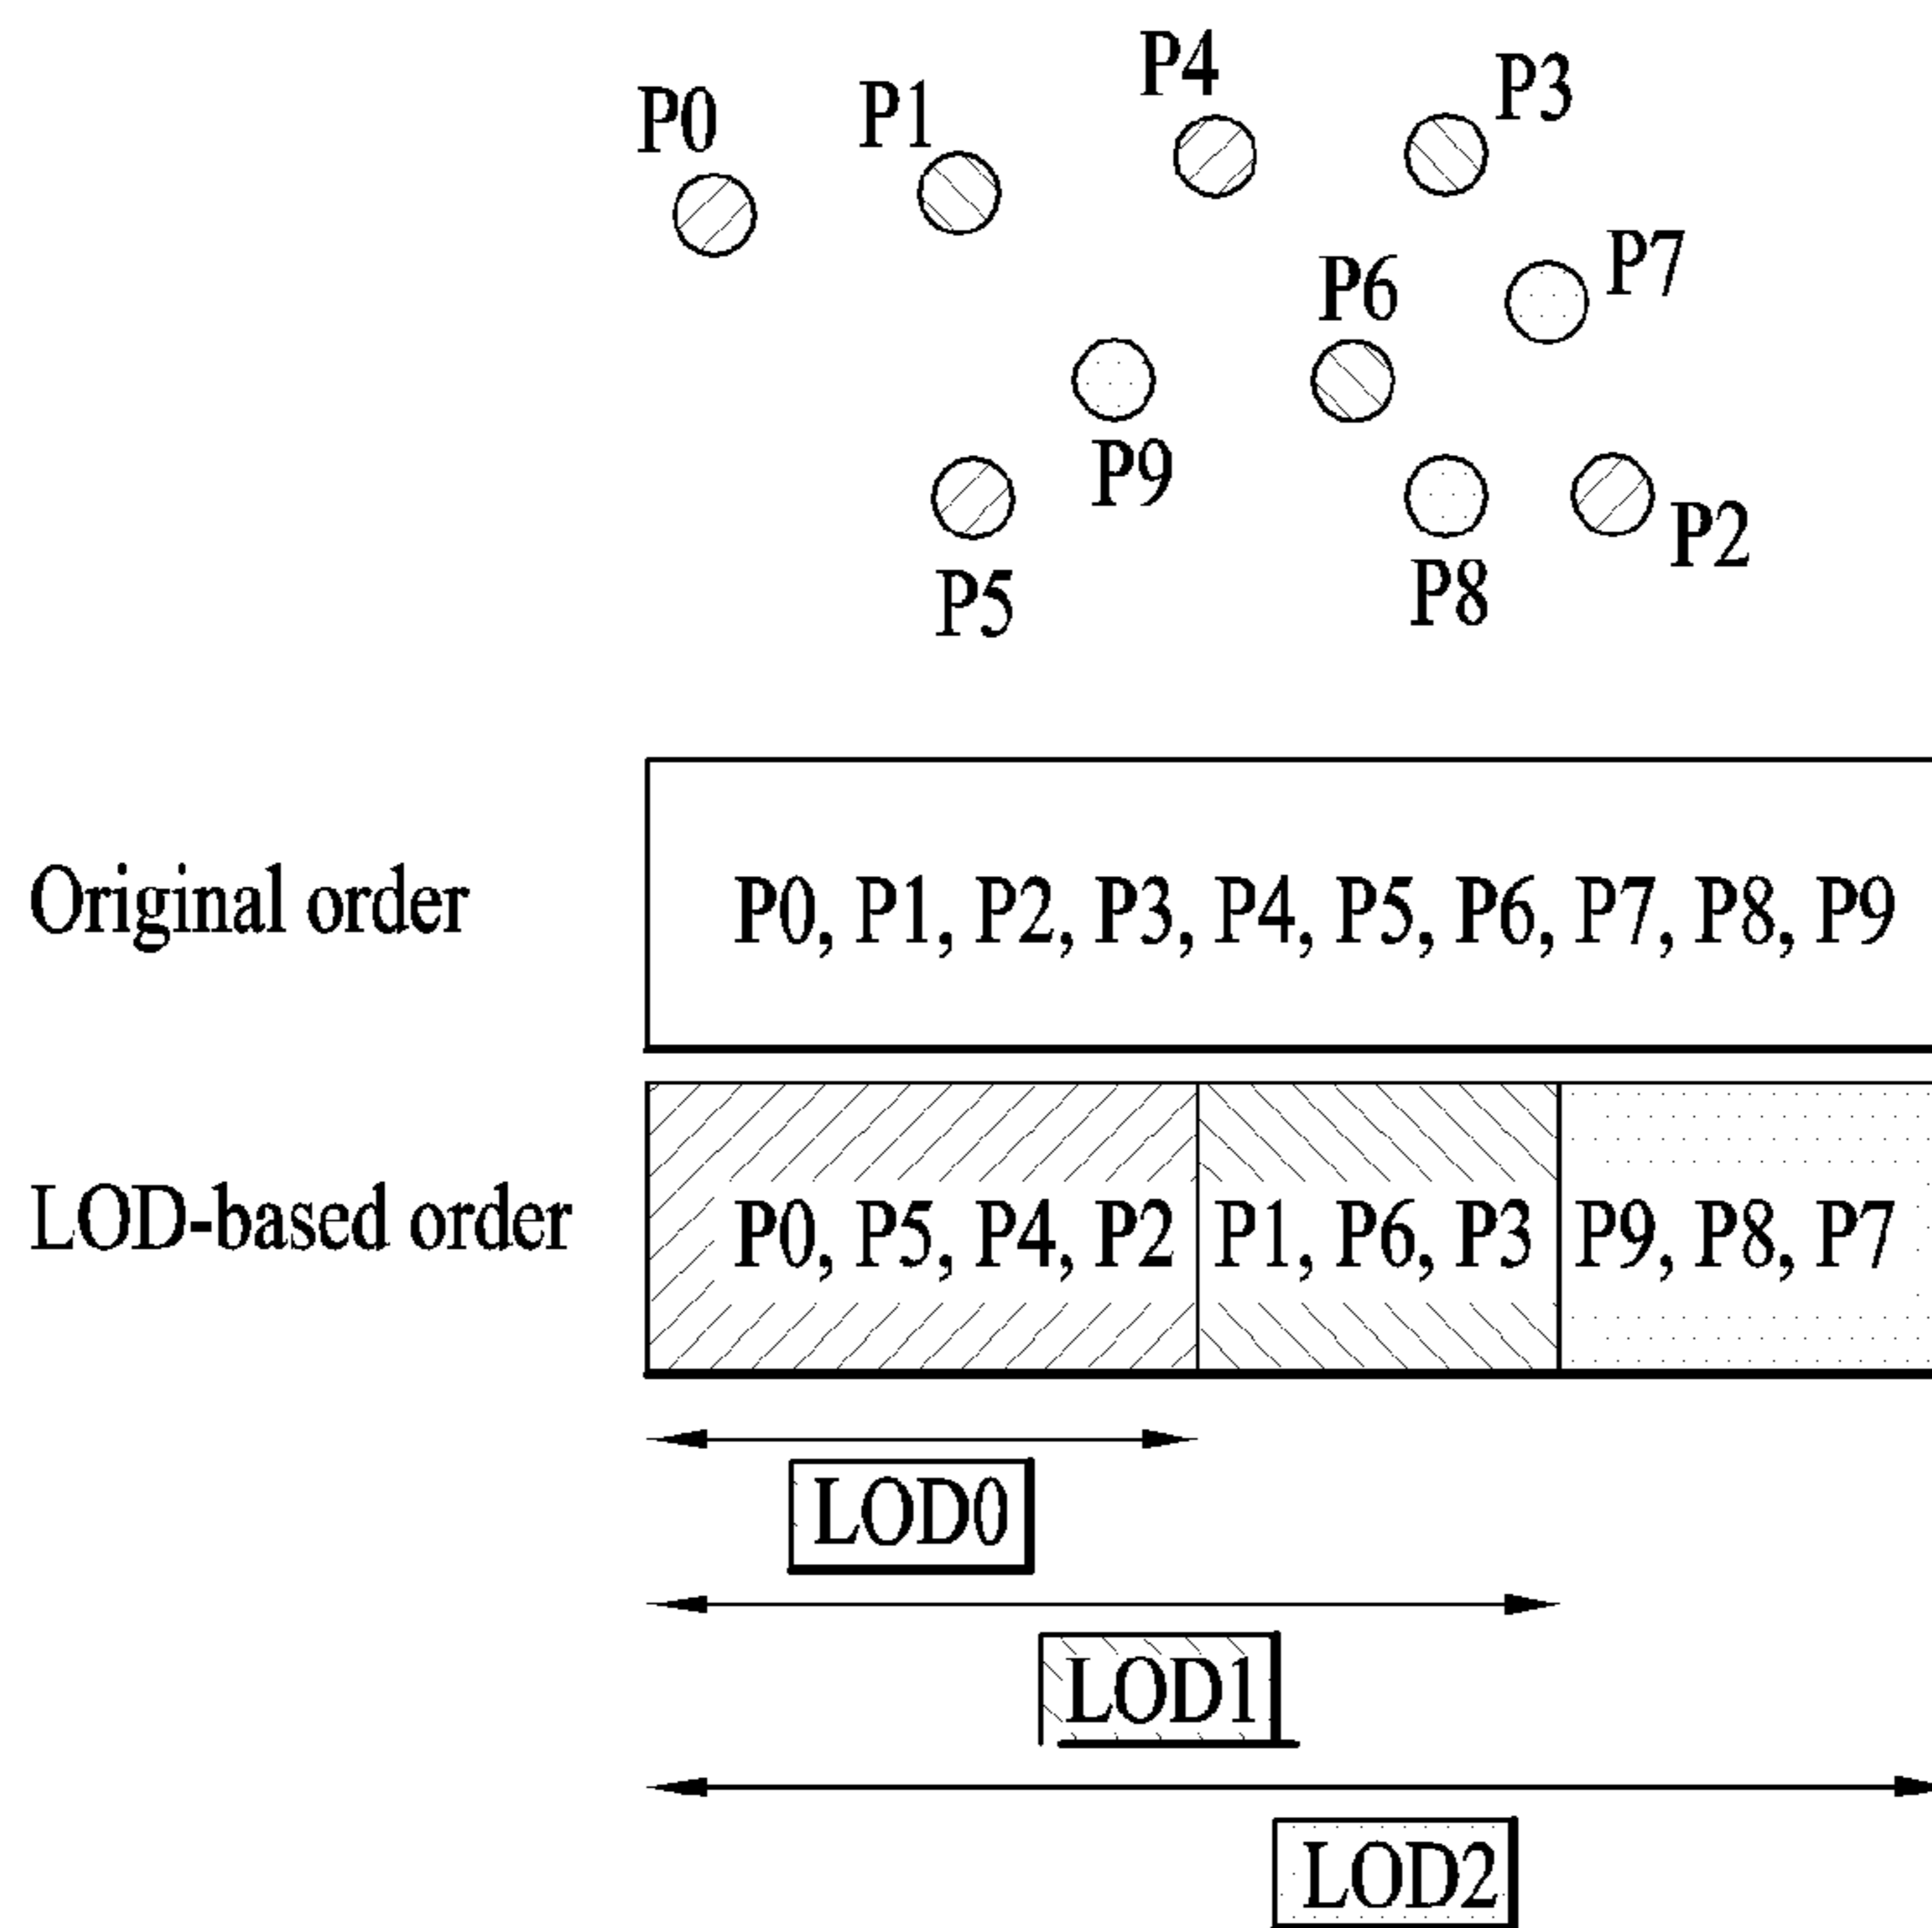 P4
P3
P0
P1
P7
P6
P9
P2
P5
P8
Original order
P0, P1, P2, P3, P4, P5, P6, P7, P8, P9
LOD-based order
P0, P5, P4, P2
P1, P6, P3
P9, P8, P7
LOD0
LOD1
LOD2